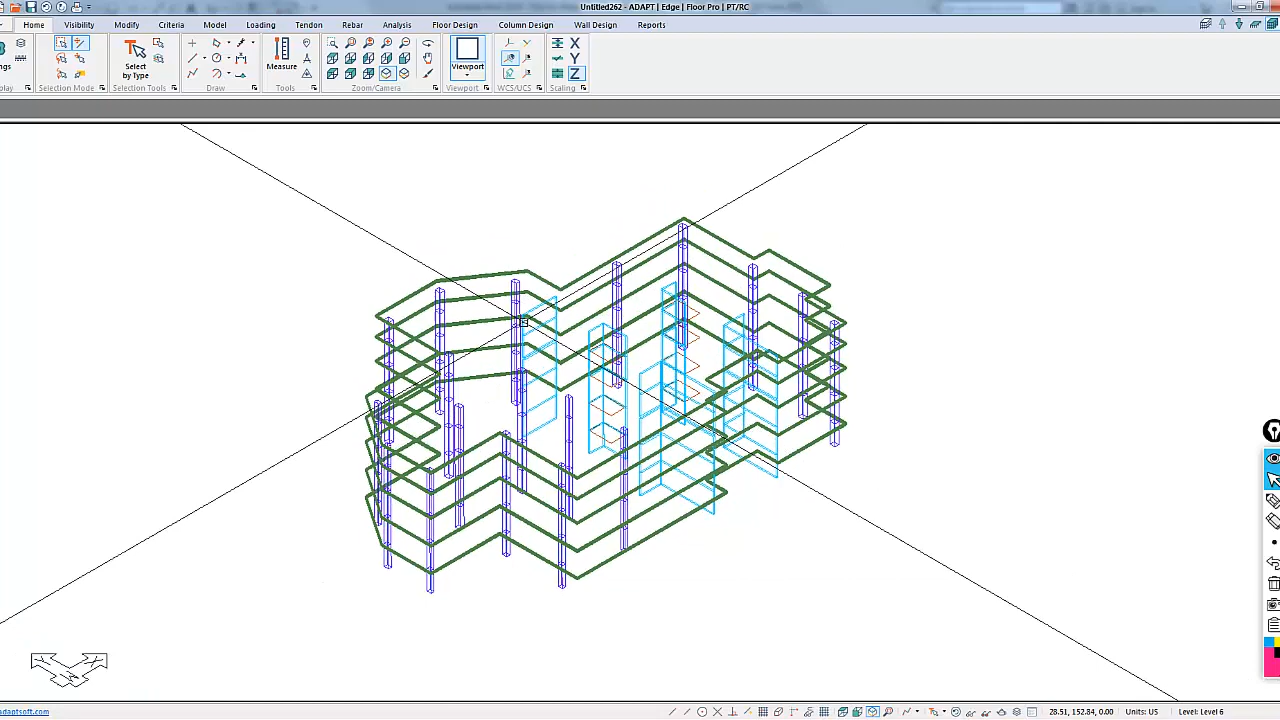 Untitled262 - ADAPT | Edge | Floor Pro | PT/RC
Home Visibility Modify Criteria Model Loading Tendon Rebar Analysis Floor Design Column Design Wall Design Reports
Select by Type
Measure
Viewport
X
Y
Z
Selection Mode Selection Tools Draw Tools Zoom/Camera Viewport WCS/UCS Scaling
adaptsoft.com
28.51, 152.84, 0.00 Units: US Level: Level 6